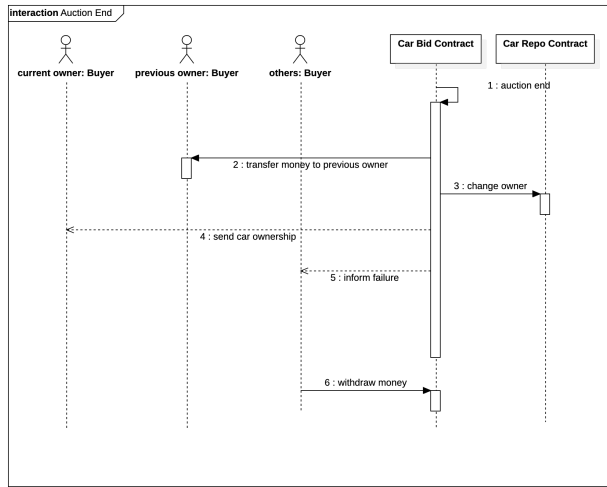 interaction Auction End
current owner: Buyer
previous owner: Buyer
others: Buyer
Car Bid Contract
Car Repo Contract
1 : auction end
2 : transfer money to previous owner
3 : change owner
4 : send car ownership
5 : inform failure
6 : withdraw money